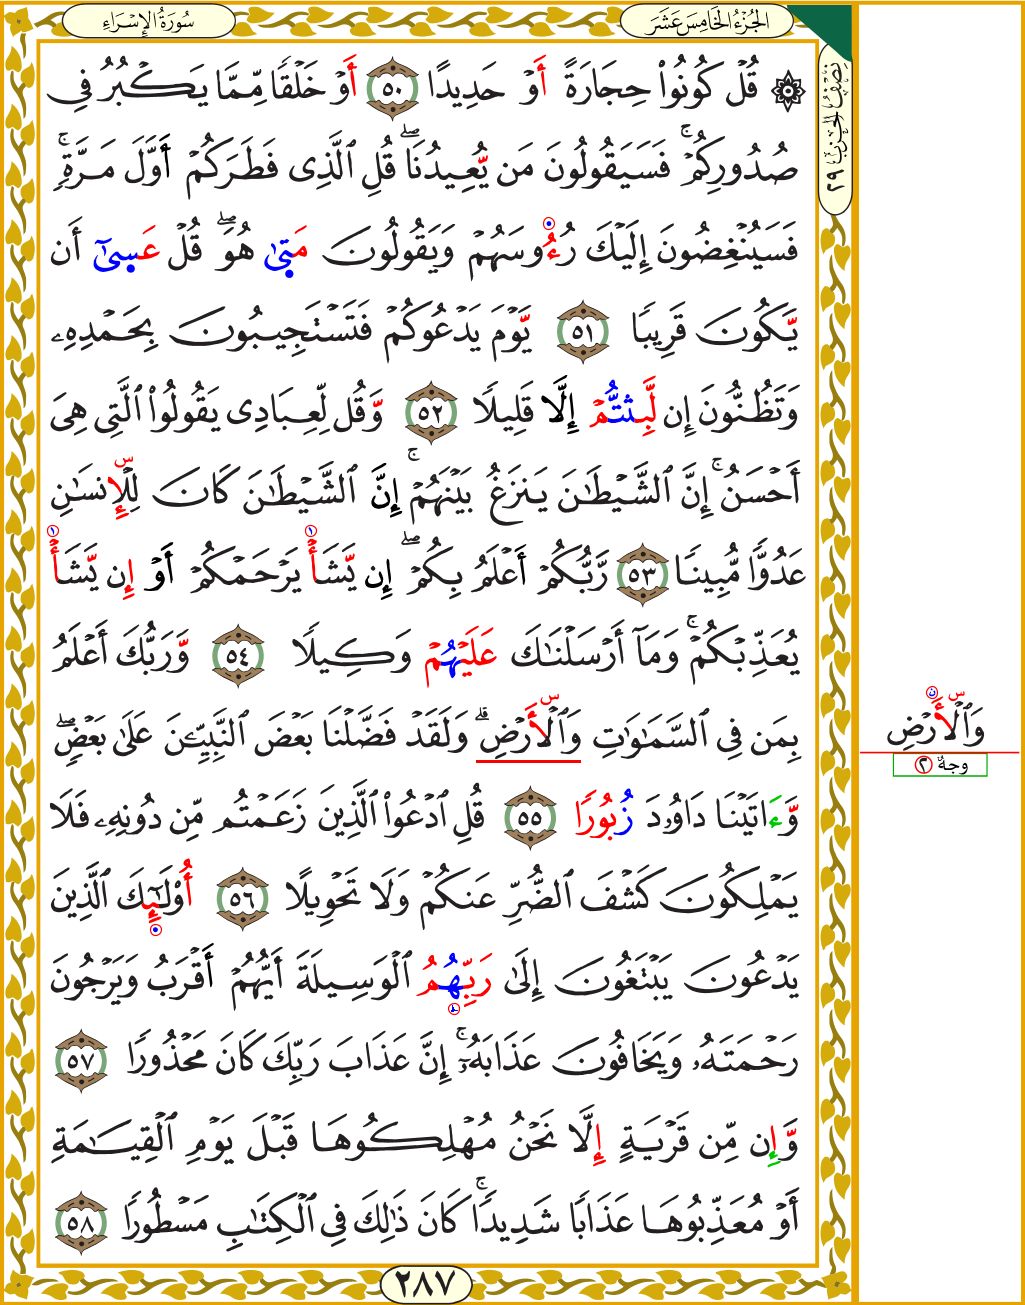 سُورَةُ الإِسْرَاءِ
الجُزْءُ الخَامِسَ عَشَرَ
نِصْفُ الحِزْبِ ٢٩
۞ قُلْ كُونُوا۟ حِجَارَةً أَوْ حَدِيدًا ٥٠ أَوْ خَلْقًا مِّمَّا يَكْبُرُ فِى
صُدُورِكُمْۚ فَسَيَقُولُونَ مَن يُّعِيدُنَاۖ قُلِ ٱلَّذِى فَطَرَكُمْ أَوَّلَ مَرَّةٍۚ
فَسَيُنْغِضُونَ إِلَيْكَ رُءُوسَهُمْ وَيَقُولُونَ مَتَىٰ هُوَۖ قُلْ عَسَىٰٓ أَن
يَّكُونَ قَرِيبًا ٥١ يَّوْمَ يَدْعُوكُمْ فَتَسْتَجِيبُونَ بِحَمْدِهِۦ
وَتَظُنُّونَ إِن لَّبِثتُّمْ إِلَّا قَلِيلًا ٥٢ وَّقُل لِّعِبَادِى يَقُولُوا۟ ٱلَّتِى هِىَ
أَحْسَنُۚ إِنَّ ٱلشَّيْطَٰنَ يَنزَغُ بَيْنَهُمْۚ إِنَّ ٱلشَّيْطَٰنَ كَانَ لِلْإِنسَٰنِ
عَدُوًّا مُّبِينًا ٥٣ رَّبُّكُمْ أَعْلَمُ بِكُمْۖ إِن يَّشَأْ يَرْحَمْكُمْ أَوْ إِن يَّشَأْ
يُعَذِّبْكُمْۚ وَمَآ أَرْسَلْنَٰكَ عَلَيْهُمْ وَكِيلًا ٥٤ وَّرَبُّكَ أَعْلَمُ
بِمَن فِى ٱلسَّمَٰوَٰتِ وَٱلْأَرْضِۗ وَلَقَدْ فَضَّلْنَا بَعْضَ ٱلنَّبِيِّۦنَ عَلَىٰ بَعْضٍۖ
وَّءَاتَيْنَا دَاوُۥدَ زُبُورًا ٥٥ قُلِ ٱدْعُوا۟ ٱلَّذِينَ زَعَمْتُم مِّن دُونِهِۦ فَلَا
يَمْلِكُونَ كَشْفَ ٱلضُّرِّ عَنكُمْ وَلَا تَحْوِيلًا ٥٦ أُو۟لَٰٓئِكَ ٱلَّذِينَ
يَدْعُونَ يَبْتَغُونَ إِلَىٰ رَبِّهُمُ ٱلْوَسِيلَةَ أَيُّهُمْ أَقْرَبُ وَيَرْجُونَ
رَحْمَتَهُۥ وَيَخَافُونَ عَذَابَهُۥٓۚ إِنَّ عَذَابَ رَبِّكَ كَانَ مَحْذُورًا ٥٧
وَّإِن مِّن قَرْيَةٍ إِلَّا نَحْنُ مُهْلِكُوهَا قَبْلَ يَوْمِ ٱلْقِيَٰمَةِ
أَوْ مُعَذِّبُوهَا عَذَابًا شَدِيدًاۚ كَانَ ذَٰلِكَ فِى ٱلْكِتَٰبِ مَسْطُورًا ٥٨
وَٱلْأَرْضِ
وجهٌ ٢
٢٨٧